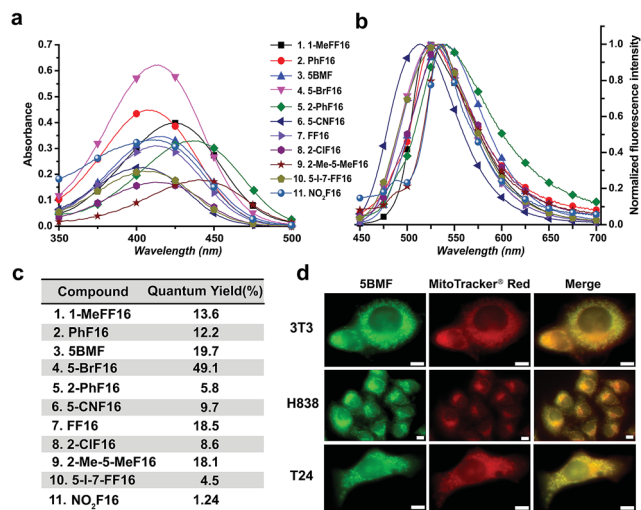 a
Absorbance
0.7
0.6
0.5
0.4
0.3
0.2
0.1
0.0
350 400 450 500
Wavelength (nm)
1. 1-MeFF16
2. PhF16
3. 5BMF
4. 5-BrF16
5. 2-PhF16
6. 5-CNF16
7. FF16
8. 2-ClF16
9. 2-Me-5-MeF16
10. 5-I-7-FF16
11. NO2F16
b
1.0
0.8
0.6
0.4
0.2
0.0
Normalized fluorescence intensity
450 500 550 600 650 700
Wavelength (nm)
c
Compound Quantum Yield(%)
1. 1-MeFF16 13.6
2. PhF16 12.2
3. 5BMF 19.7
4. 5-BrF16 49.1
5. 2-PhF16 5.8
6. 5-CNF16 9.7
7. FF16 18.5
8. 2-ClF16 8.6
9. 2-Me-5-MeF16 18.1
10. 5-I-7-FF16 4.5
11. NO2F16 1.24
d
5BMF MitoTracker® Red Merge
3T3
H838
T24